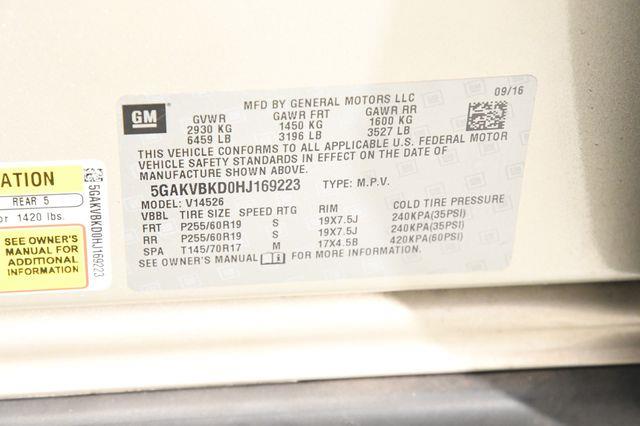 09/16
GM
MFD BY GENERAL MOTORS LLC
GVWR GAWR FRT GAWR RR
2930 KG 1450 KG 1600 KG
6459 LB 3196 LB 3527 LB
THIS VEHICLE CONFORMS TO ALL APPLICABLE U.S. FEDERAL MOTOR
VEHICLE SAFETY STANDARDS IN EFFECT ON THE DATE OF
MANUFACTURE SHOWN ABOVE.
5GAKVBKD0HJ169223 TYPE: M.P.V.
MODEL: V14526
VBBL TIRE SIZE SPEED RTG RIM COLD TIRE PRESSURE
FRT P255/60R19 S 19X7.5J 240KPA(35PSI)
RR P255/60R19 S 19X7.5J 240KPA(35PSI)
SPA T145/70R17 M 17X4.5B 420KPA(60PSI)
SEE OWNER'S MANUAL FOR MORE INFORMATION.
ATION
REAR 5
or 1420 lbs.
SEE OWNER'S
MANUAL FOR
ADDITIONAL
INFORMATION
5GAKVBKD0HJ169223